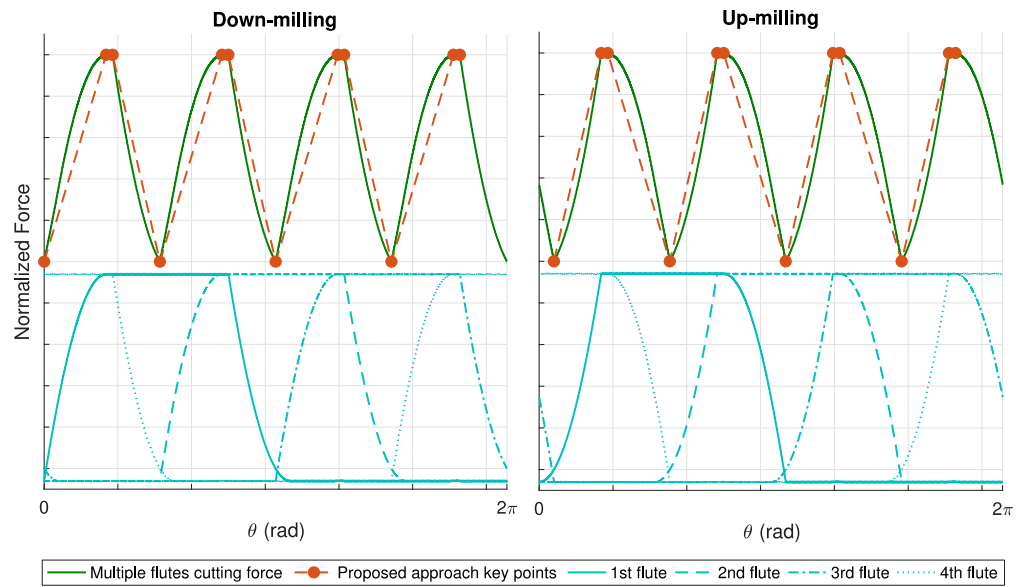 Down-milling
Up-milling
Normalized Force
0
2π
0
2π
θ (rad)
θ (rad)
Multiple flutes cutting force
Proposed approach key points
1st flute
2nd flute
3rd flute
4th flute